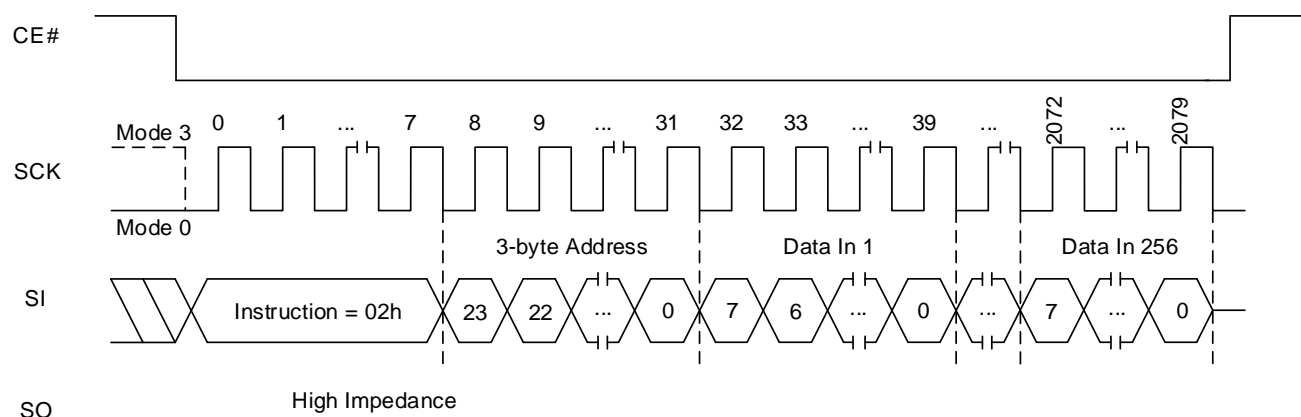 CE#
Mode 3
0 1 ... 7 8 9 ... 31 32 33 ... 39 ... 2072 ... 2079
SCK
Mode 0
3-byte Address Data In 1 Data In 256
SI
Instruction = 02h 23 22 ... 0 7 6 ... 0 ... 7 ... 0
High Impedance
SO